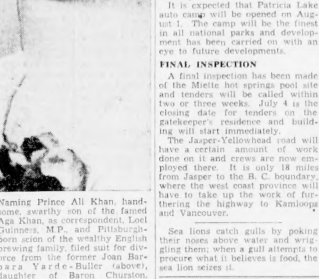 It is expected that Patricia Lake
auto camp will be opened on Aug-
ust 1. The camp will be the finest
in all national parks and develop-
ment has been carried on with an
eye to future developments.
FINAL INSPECTION
A final inspection has been made
of the Miette hot springs pool site
and tenders will be called within
two or three weeks. July 4 is the
closing date for tenders on the
gatekeeper's residence and build-
ing will start immediately.
The Jasper-Yellowhead road will
have a certain amount of work
done on it and crews are now em-
ployed there. It is only 18 miles
from Jasper to the B. C. boundary,
where the west coast province will
have to take up the work of fur-
thering the highway to Kamloops
and Vancouver.
Sea lions catch gulls by poking
their noses above water and wrig-
gling them; when a gull attempts to
procure what it believes is food, the
sea lion seizes it.
Naming Prince Ali Khan, hand-
some, swarthy son of the famed
Aga Khan, as correspondent, Loel
Guinness, M.P., and Pittsburgh-
born scion of the wealthy English
brewing family, filed suit for div-
orce from the former Joan Bar-
bara Yarde-Buller (above),
daughter of Baron Churston.